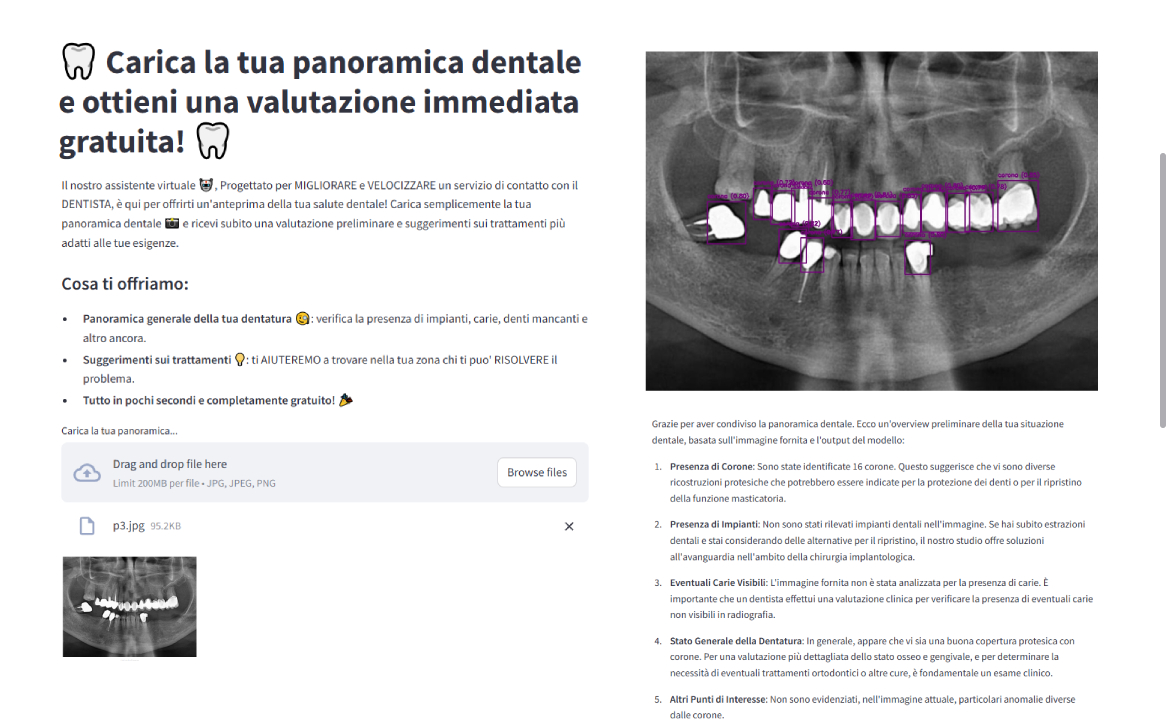 🦷 Carica la tua panoramica dentale
e ottieni una valutazione immediata
gratuita! 🦷
Il nostro assistente virtuale 😺, Progettato per MIGLIORARE e VELOCIZZARE un servizio di contatto con il
DENTISTA, è qui per offrirti un'anteprima della tua salute dentale! Carica semplicemente la tua
panoramica dentale 📸 e ricevi subito una valutazione preliminare e suggerimenti sui trattamenti più
adatti alle tue esigenze.
Cosa ti offriamo:
• Panoramica generale della tua dentatura 🧐: verifica la presenza di impianti, carie, denti mancanti e
altro ancora.
• Suggerimenti sui trattamenti 💡: ti AIUTEREMO a trovare nella tua zona chi ti puo' RISOLVERE il
problema.
• Tutto in pochi secondi e completamente gratuito! 🎉
Carica la tua panoramica...
Drag and drop file here
Limit 200MB per file • JPG, JPEG, PNG
Browse files
p3.jpg 95.2KB
Grazie per aver condiviso la panoramica dentale. Ecco un'overview preliminare della tua situazione
dentale, basata sull'immagine fornita e l'output del modello:
1. Presenza di Corone: Sono state identificate 16 corone. Questo suggerisce che vi sono diverse
ricostruzioni protesiche che potrebbero essere indicate per la protezione dei denti o per il ripristino
della funzione masticatoria.
2. Presenza di Impianti: Non sono stati rilevati impianti dentali nell'immagine. Se hai subito estrazioni
dentali e stai considerando delle alternative per il ripristino, il nostro studio offre soluzioni
all'avanguardia nell'ambito della chirurgia implantologica.
3. Eventuali Carie Visibili: L'immagine fornita non è stata analizzata per la presenza di carie. È
importante che un dentista effettui una valutazione clinica per verificare la presenza di eventuali carie
non visibili in radiografia.
4. Stato Generale della Dentatura: In generale, appare che vi sia una buona copertura protesica con
corone. Per una valutazione più dettagliata dello stato osseo e gengivale, e per determinare la
necessità di eventuali trattamenti ortodontici o altre cure, è fondamentale un esame clinico.
5. Altri Punti di Interesse: Non sono evidenziati, nell'immagine attuale, particolari anomalie diverse
dalle corone.